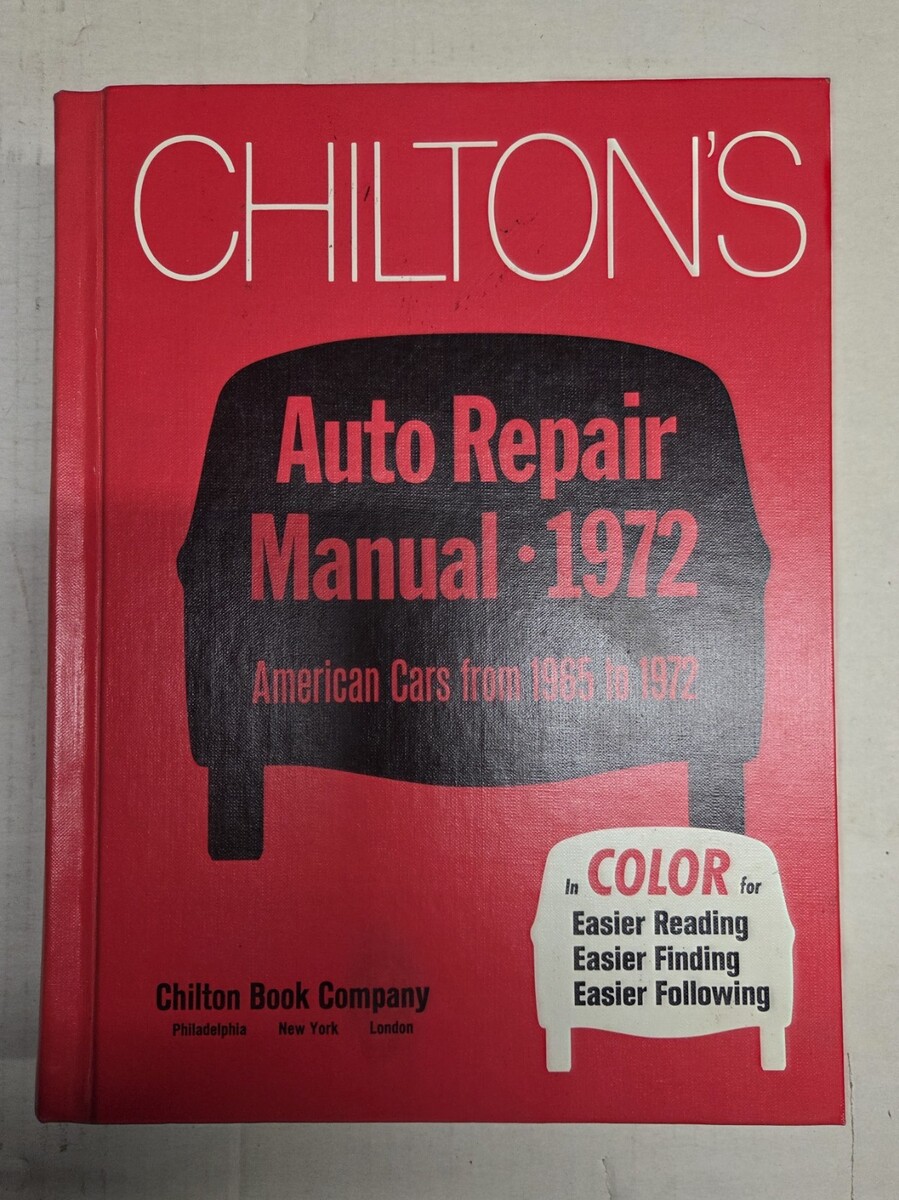 CHILTON'S
Auto Repair
Manual · 1972
American Cars from 1965 to 1972
In COLOR for
Easier Reading
Easier Finding
Easier Following
Chilton Book Company
Philadelphia New York London